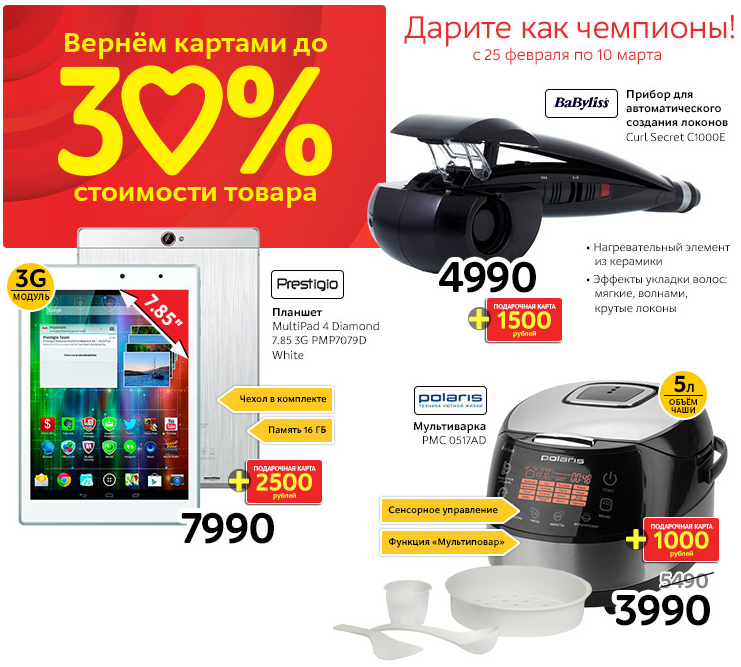 Вернём картами до
30%
стоимости товара
Дарите как чемпионы!
с 25 февраля по 10 марта
BaByliss
Прибор для
автоматического
создания локонов
Curl Secret C1000E
• Нагревательный элемент
из керамики
• Эффекты укладки волос:
мягкие, волнами,
крутые локоны
4990
+
ПОДАРОЧНАЯ КАРТА
1500
рублей
3G
МОДУЛЬ
7.85"
Prestigio
Планшет
MultiPad 4 Diamond
7.85 3G PMP7079D
White
Чехол в комплекте
Память 16 ГБ
+
ПОДАРОЧНАЯ КАРТА
2500
рублей
7990
polaris
ТЕХНИКА УЮТНОЙ ЖИЗНИ
Мультиварка
PMC 0517AD
5л
ОБЪЁМ
ЧАШИ
polaris
Сенсорное управление
Функция «Мультиповар»
+
ПОДАРОЧНАЯ КАРТА
1000
рублей
5490
3990